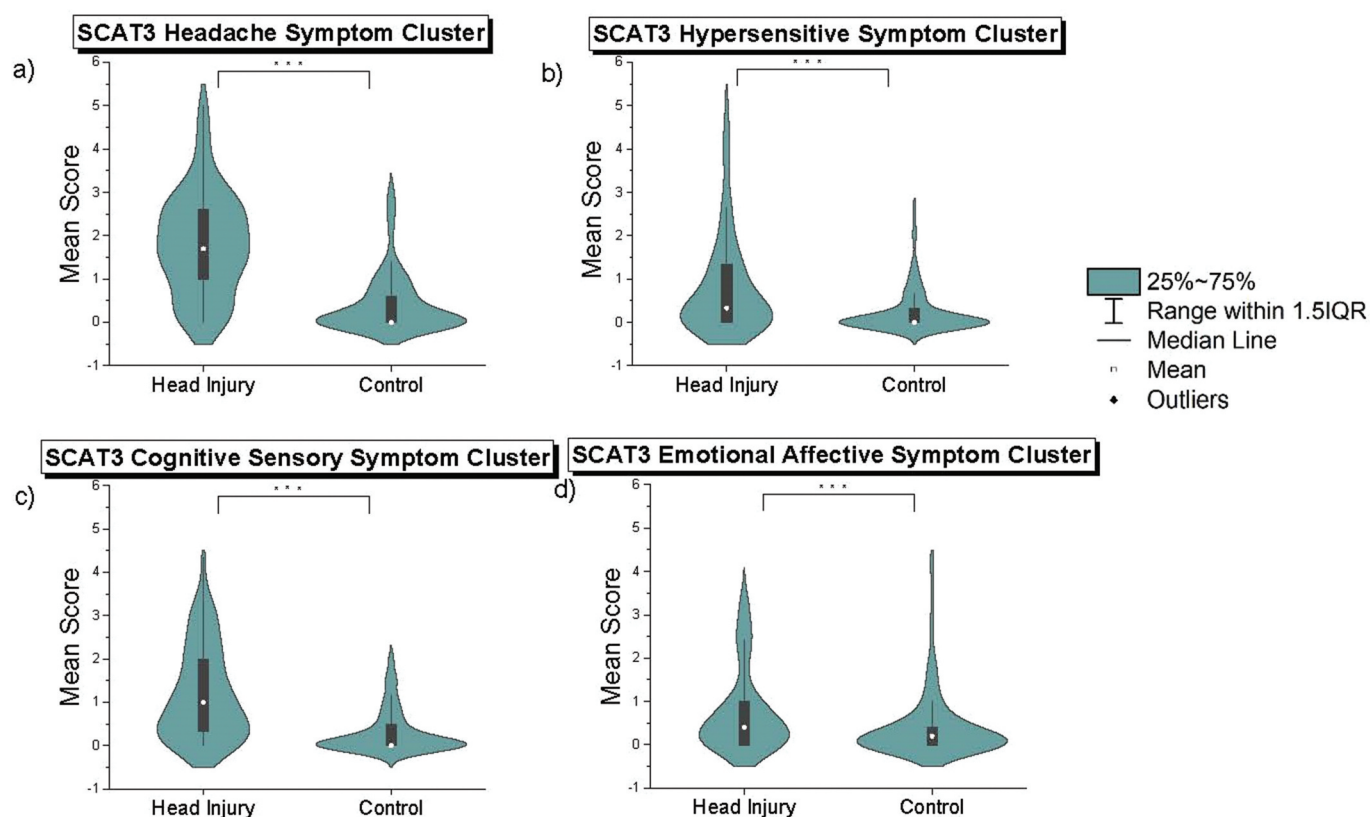 SCAT3 Headache Symptom Cluster
a)
* * *
Mean Score
6
5
4
3
2
1
0
-1
Head Injury
Control
SCAT3 Hypersensitive Symptom Cluster
b)
* * *
Mean Score
6
5
4
3
2
1
0
-1
Head Injury
Control
25%~75%
Range within 1.5IQR
Median Line
Mean
Outliers
SCAT3 Cognitive Sensory Symptom Cluster
c)
* * *
Mean Score
6
5
4
3
2
1
0
-1
Head Injury
Control
SCAT3 Emotional Affective Symptom Cluster
d)
* * *
Mean Score
6
5
4
3
2
1
0
-1
Head Injury
Control